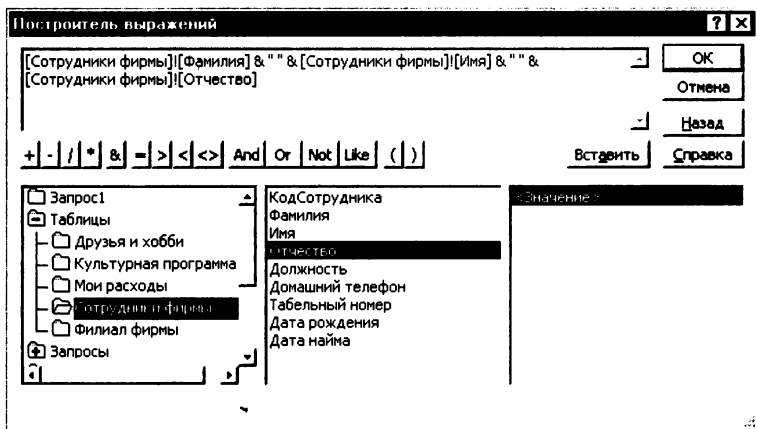 Построитель выражений
[Сотрудники фирмы]![Фамилия] & " " & [Сотрудники фирмы]![Имя] & " " &
[Сотрудники фирмы]![Отчество]
OK
Отмена
Назад
Справка
Вставить
+ - / * & = > < <> And Or Not Like ( )
Запрос1
Таблицы
Друзья и хобби
Культурная программа
Мои расходы
Сотрудники фирмы
Филиал фирмы
Запросы
КодСотрудника
Фамилия
Имя
Отчество
Должность
Домашний телефон
Табельный номер
Дата рождения
Дата найма
<Значение>